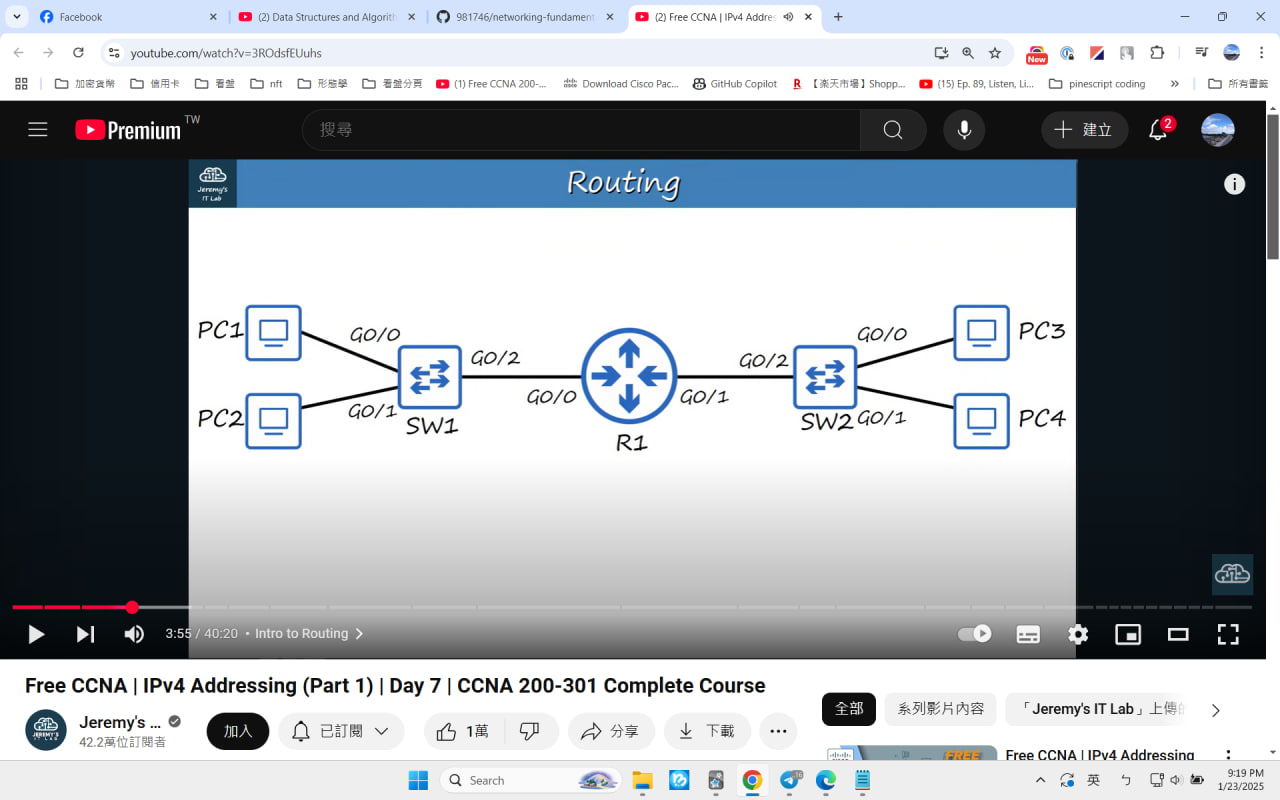 Facebook
(2) Data Structures and Algorith
981746/networking-fundament
(2) Free CCNA | IPv4 Addres
youtube.com/watch?v=3ROdsfEUuhs
New
加密貨幣
信用卡
看盤
nft
形態學
看盤分頁
(1) Free CCNA 200-...
Download Cisco Pac...
GitHub Copilot
R
【楽天市場】Shopp...
(15) Ep. 89, Listen, Li...
pinescript coding
»
所有書籤
Premium TW
搜尋
建立
2
Jeremy's
IT Lab
Routing
PC1
G0/0
G0/2
G0/2
G0/0
PC3
PC2
G0/1
SW1
G0/0
R1
G0/1
SW2
G0/1
PC4
3:55 / 40:20 • Intro to Routing
Free CCNA | IPv4 Addressing (Part 1) | Day 7 | CCNA 200-301 Complete Course
Jeremy's ...
42.2萬位訂閱者
加入
已訂閱
1萬
分享
下載
全部
系列影片內容
「Jeremy's IT Lab」上傳
FREE
Free CCNA | IPv4 Addressing
Search
英
ㄅ
9:19 PM
1/23/2025